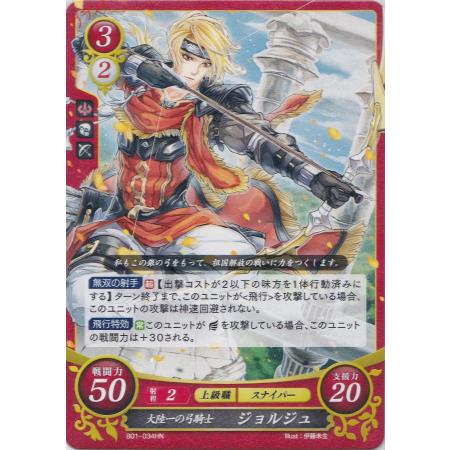 3
2
私もこの銀の弓をもって、祖国解放の戦いに力をつくします。
無双の射手 起 【出撃コストが2以下の味方を1体行動済みに
する】ターン終了まで、このユニットが<飛行>を攻撃している場合、
このユニットの攻撃は神速回避されない。
飛行特効 常 このユニットが を攻撃している場合、このユニット
の戦闘力は+30される。
戦闘力 50
射程 2
上級職
スナイパー
支援力 20
大陸一の弓騎士 ジョルジュ
B01-034HN
Illust:伊藤未生